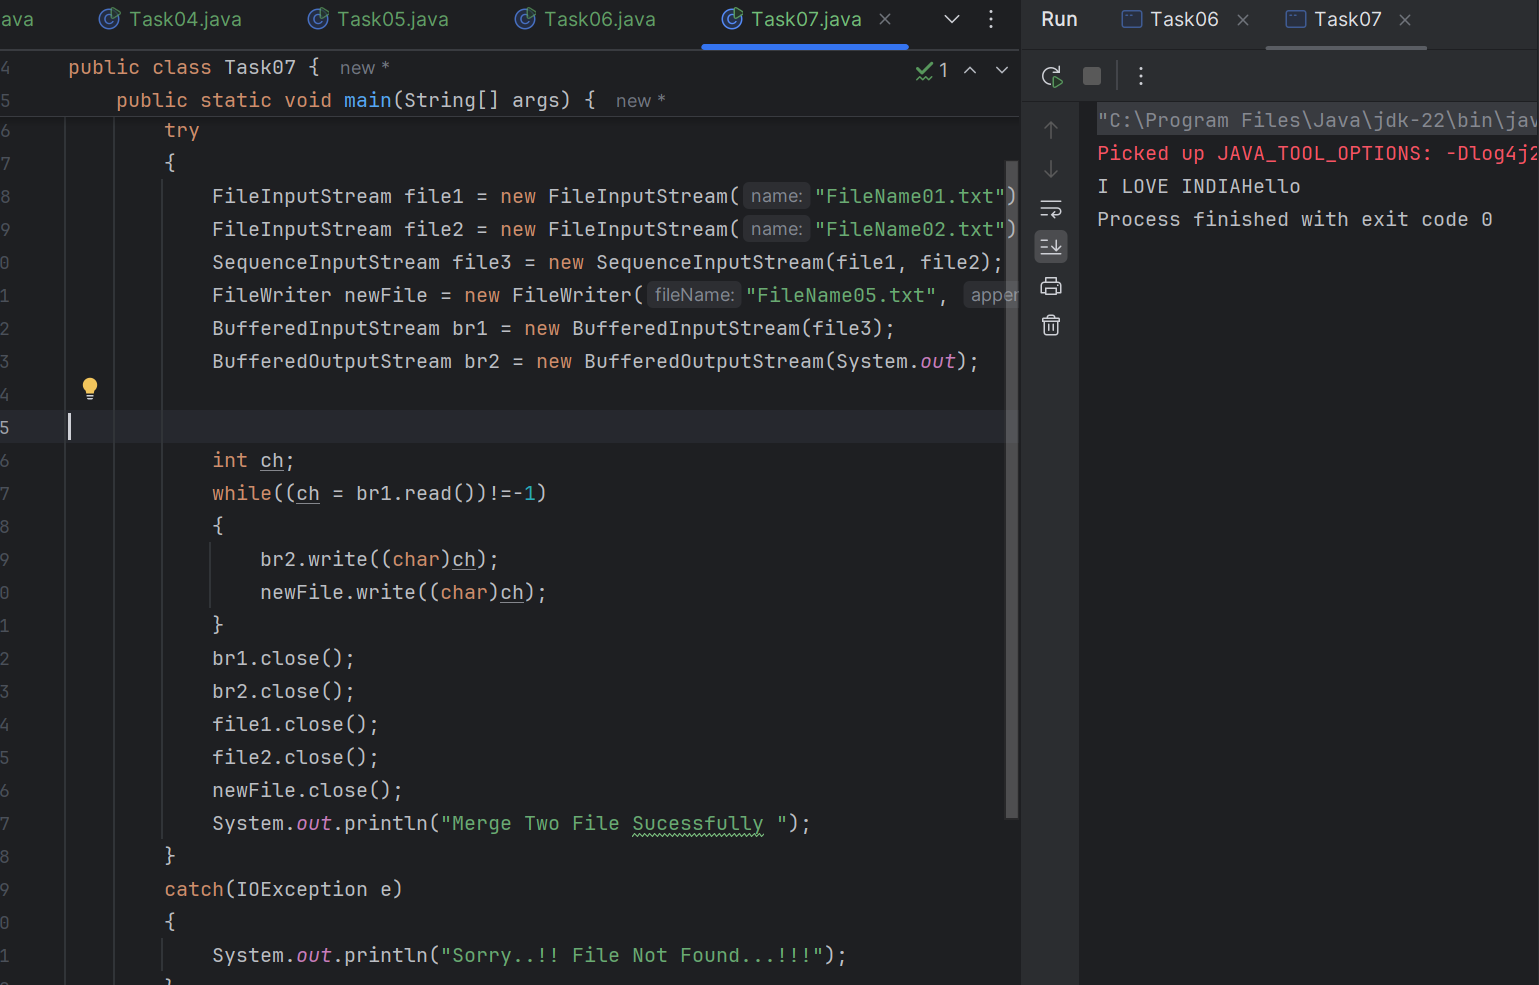 ava Task04.java Task05.java Task06.java Task07.java
4 public class Task07 { new *
1
5 public static void main(String[] args) { new *
6 try
7 {
8 FileInputStream file1 = new FileInputStream( name: "FileName01.txt")
9 FileInputStream file2 = new FileInputStream( name: "FileName02.txt")
0 SequenceInputStream file3 = new SequenceInputStream(file1, file2);
1 FileWriter newFile = new FileWriter( fileName: "FileName05.txt", appen
2 BufferedInputStream br1 = new BufferedInputStream(file3);
3 BufferedOutputStream br2 = new BufferedOutputStream(System.out);
4
5
6 int ch;
7 while((ch = br1.read())!=-1)
8 {
9 br2.write((char)ch);
0 newFile.write((char)ch);
1 }
2 br1.close();
3 br2.close();
4 file1.close();
5 file2.close();
6 newFile.close();
7 System.out.println("Merge Two File Sucessfully ");
8 }
9 catch(IOException e)
0 {
1 System.out.println("Sorry..!! File Not Found...!!!");
Run Task06 Task07
"C:\Program Files\Java\jdk-22\bin\jav
Picked up JAVA_TOOL_OPTIONS: -Dlog4j2
I LOVE INDIAHello
Process finished with exit code 0